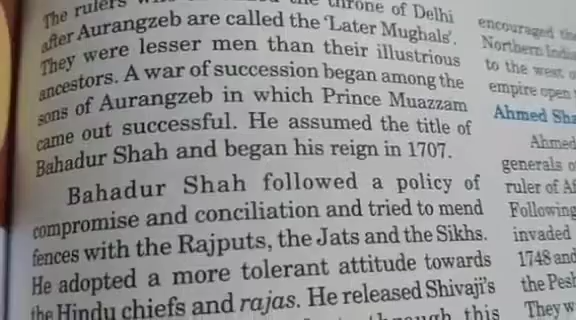 The rulers the throne of Delhi
after Aurangzeb are called the 'Later Mughals'.
They were lesser men than their illustrious
ancestors. A war of succession began among the
sons of Aurangzeb in which Prince Muazzam
came out successful. He assumed the title of
Bahadur Shah and began his reign in 1707.
Bahadur Shah followed a policy of
compromise and conciliation and tried to mend
fences with the Rajputs, the Jats and the Sikhs.
He adopted a more tolerant attitude towards
the Hindu chiefs and rajas. He released Shivaji's
through this
encouraged
Northern
to the west
empire open
Ahmed
Ahmed
generals
ruler of
Following
invaded
1748 and
the
They